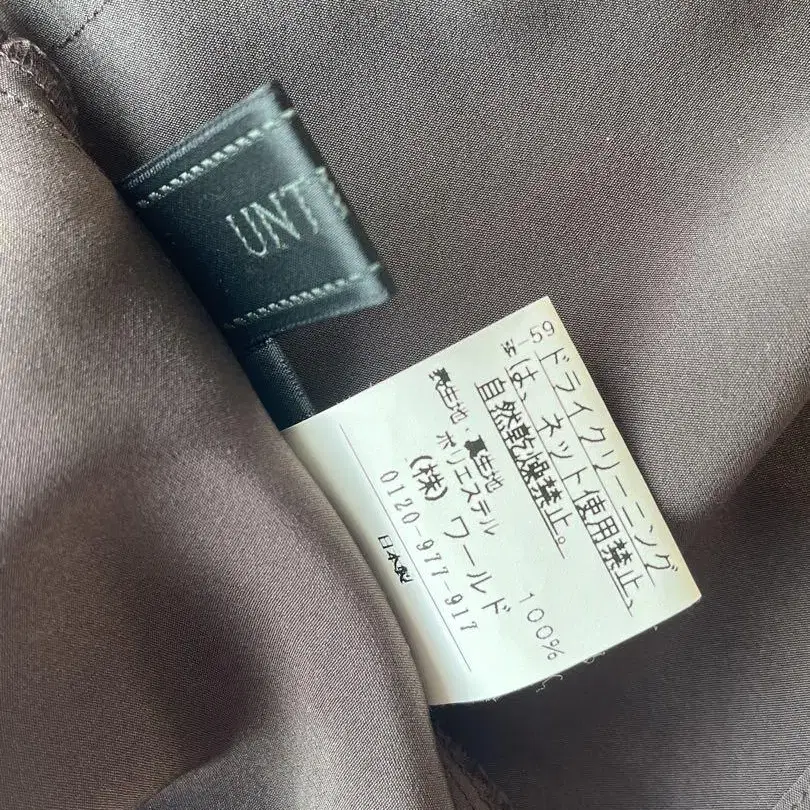 UNT
-59
ドライクリーニング
は、ネット使用禁止、
自然乾燥禁止。
表生地・裏生地
ポリエステル 100%
(株)ワールド
0120-977-917
日本製